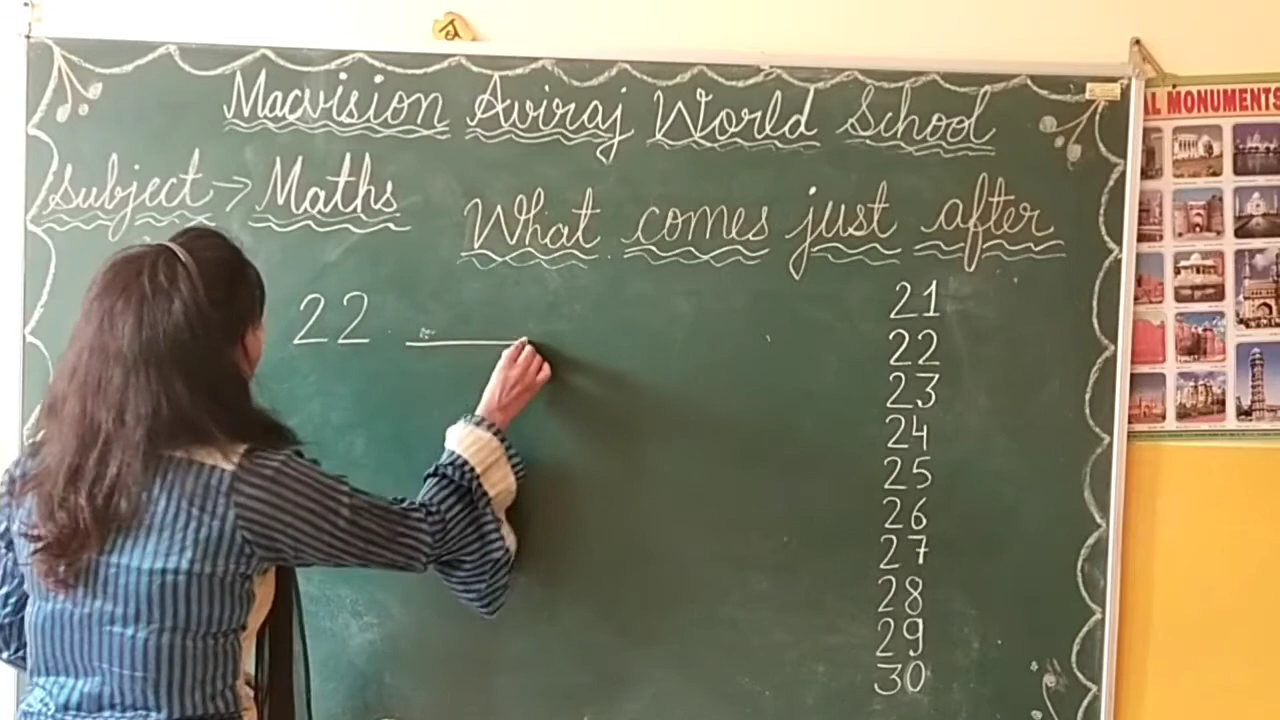 Macvision Aviraj World School
Subject → Maths
What comes just after
22 ____
21
22
23
24
25
26
27
28
29
30
MONUMENTS